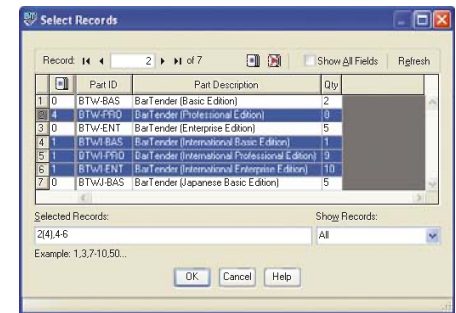 Select Records
Record: 2 of 7 Show All Fields Refresh
Part ID Part Description Qty
1 0 BTW-BAS BarTender (Basic Edition) 2
2 4 BTW-PRO BarTender (Professional Edition) 8
3 0 BTW-ENT BarTender (Enterprise Edition) 5
4 1 BTWI-BAS BarTender (International Basic Edition) 1
5 1 BTWI-PRO BarTender (International Professional Edition) 9
6 1 BTWI-ENT BarTender (International Enterprise Edition) 10
7 0 BTWJ-BAS BarTender (Japanese Basic Edition) 5
Selected Records: Show Records:
2(4),4-6 All
Example: 1,3,7-10,50...
OK Cancel Help